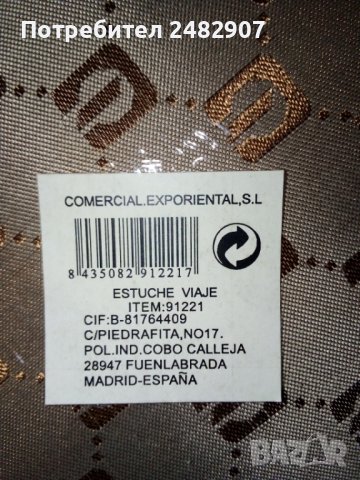 Потребител 2482907
COMERCIAL.EXPORIENTAL,S.L
8 435082 912217
ESTUCHE VIAJE
ITEM:91221
CIF:B-81764409
C/PIEDRAFITA,NO17.
POL.IND.COBO CALLEJA
28947 FUENLABRADA
MADRID-ESPAÑA
BAZAR